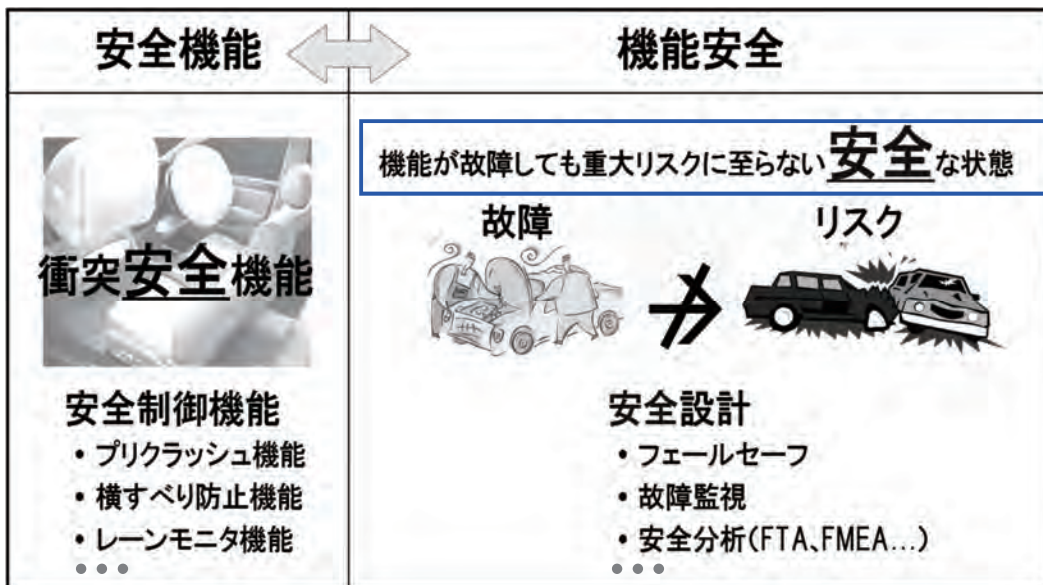 安全機能
機能安全
衝突安全機能
安全制御機能
・プリクラッシュ機能
・横すべり防止機能
・レーンモニタ機能
•••
機能が故障しても重大リスクに至らない安全な状態
故障
リスク
安全設計
・フェールセーフ
・故障監視
・安全分析(FTA、FMEA...)
•••